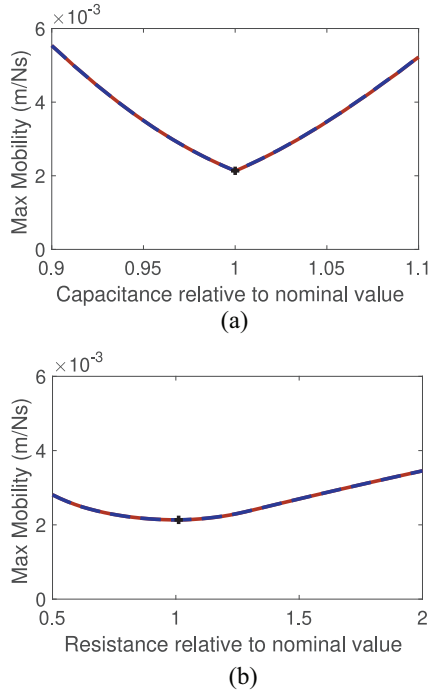 ×10⁻³
6
4
2
0
Max Mobility (m/Ns)
0.9 0.95 1 1.05 1.1
Capacitance relative to nominal value
(a)
×10⁻³
6
4
2
0
Max Mobility (m/Ns)
0.5 1 1.5 2
Resistance relative to nominal value
(b)